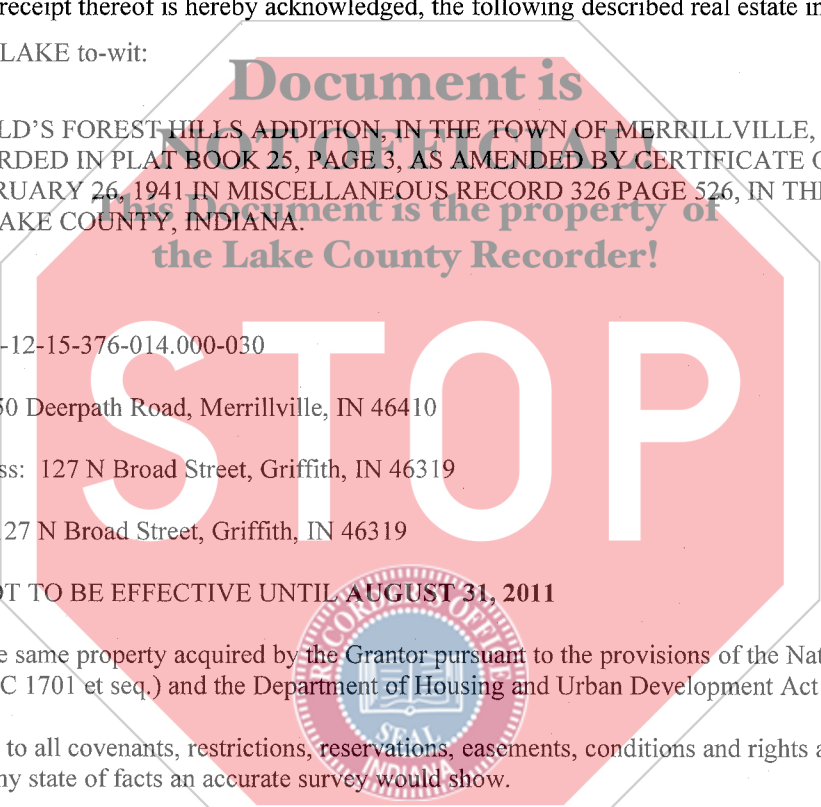 receipt thereof is hereby acknowledged, the following described real estate in
LAKE to-wit:
Document is
NOT OFFICIAL!
LD'S FOREST HILLS ADDITION, IN THE TOWN OF MERRILLVILLE,
RDED IN PLAT BOOK 25, PAGE 3, AS AMENDED BY CERTIFICATE
RUARY 26, 1941 IN MISCELLANEOUS RECORD 326 PAGE 526, IN THE
This Document is the property of
AKE COUNTY, INDIANA.
the Lake County Recorder!
STOP
-12-15-376-014.000-030
50 Deerpath Road, Merrillville, IN 46410
ss: 127 N Broad Street, Griffith, IN 46319
127 N Broad Street, Griffith, IN 46319
OT TO BE EFFECTIVE UNTIL AUGUST 31, 2011
e same property acquired by the Grantor pursuant to the provisions of the Nat
C 1701 et seq.) and the Department of Housing and Urban Development Act
to all covenants, restrictions, reservations, easements, conditions and rights a
ny state of facts an accurate survey would show.
RECORDER'S OFFICE
SEAL
INDIANA